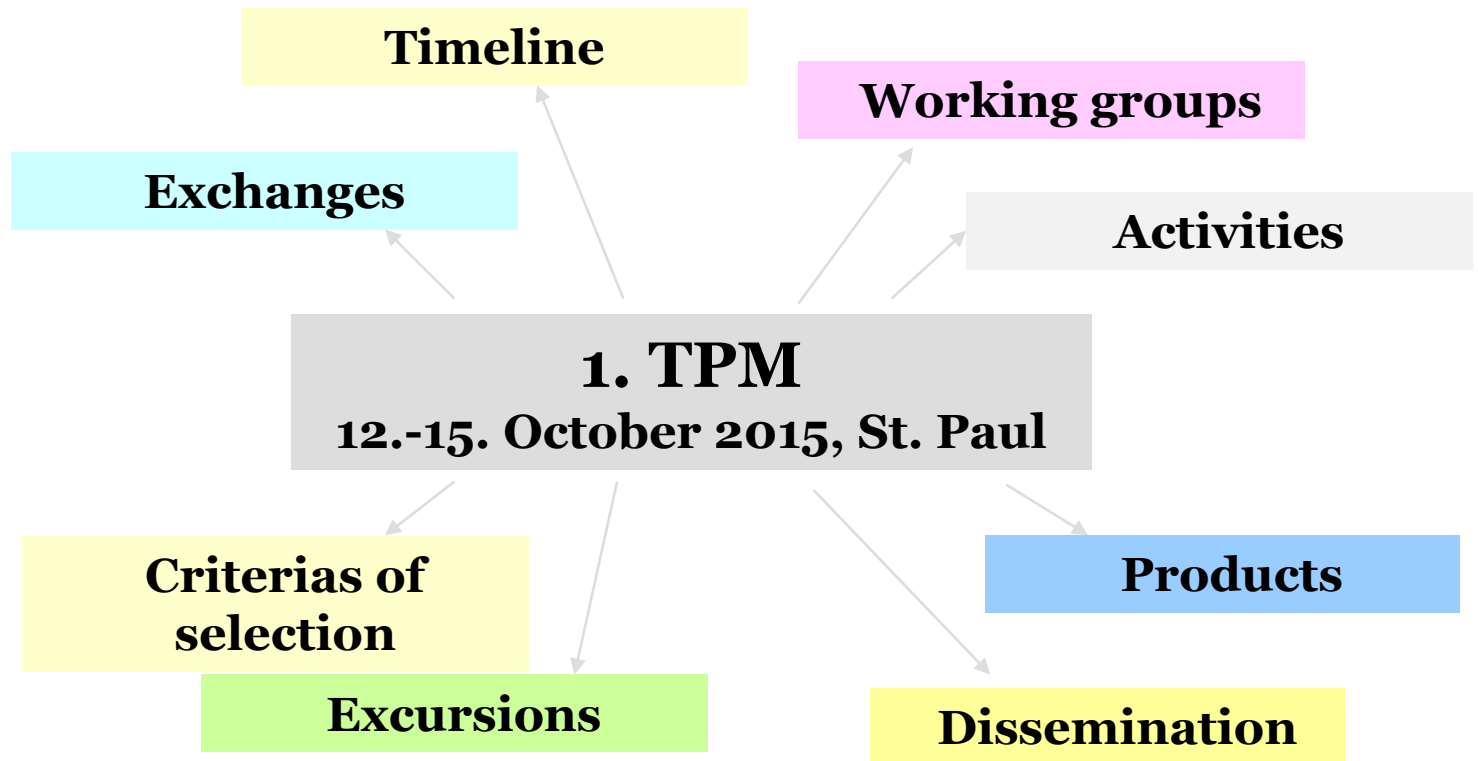 Timeline
Working groups
Exchanges
Activities
1. TPM
12.-15. October 2015, St. Paul
Criterias of
selection
Products
Excursions
Dissemination